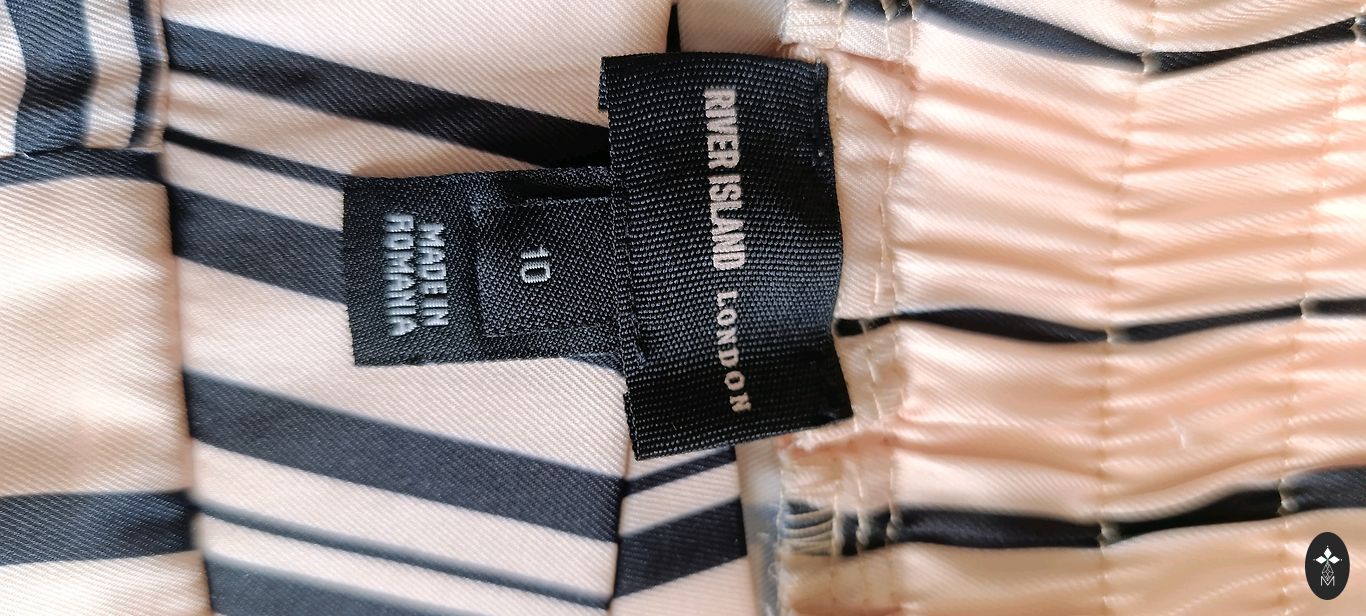 RIVER ISLAND LONDON
10
MADE IN
ROMANIA
M